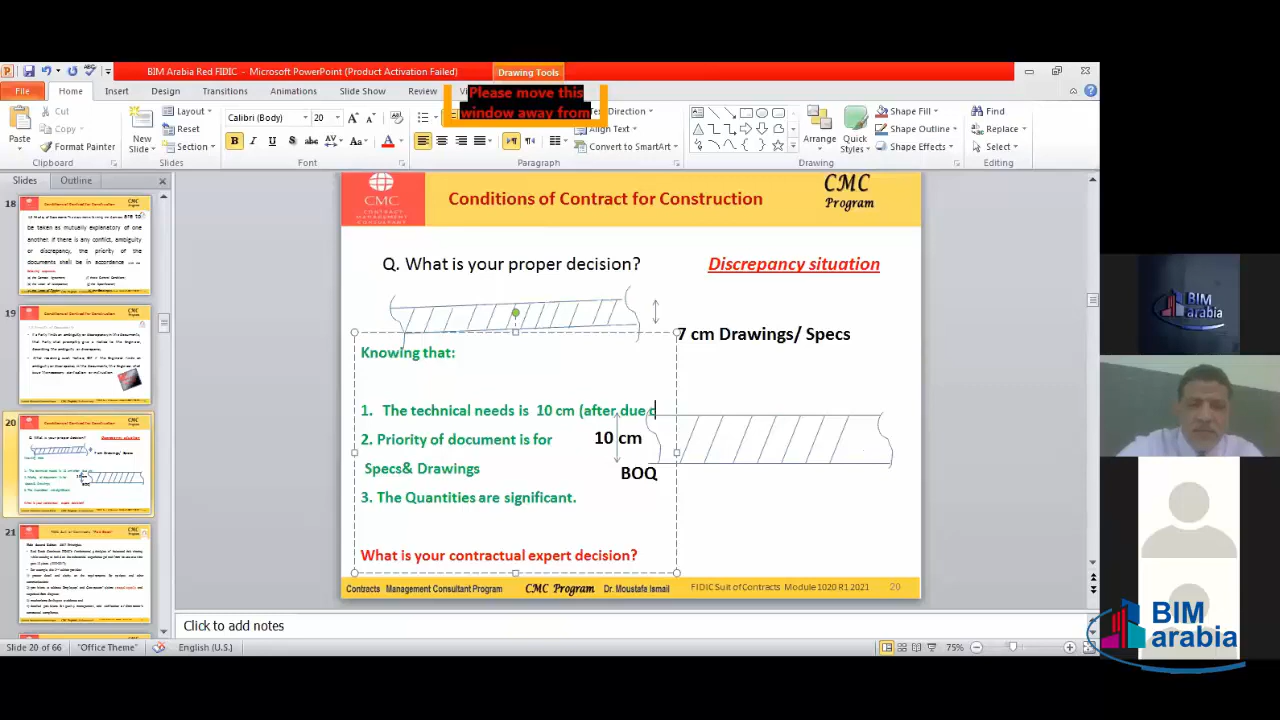 BIM Arabia Red FIDIC - Microsoft PowerPoint (Product Activation Failed)
Drawing Tools
File Home Insert Design Transitions Animations Slide Show Review
Please move this
window away from
Cut
Copy
Format Painter
Paste
Clipboard
New
Slide
Layout
Reset
Section
Slides
Calibri (Body) 20
Font
Text Direction
Align Text
Convert to SmartArt
Paragraph
Arrange
Quick
Styles
Shape Fill
Shape Outline
Shape Effects
Drawing
Find
Replace
Select
Editing
Slides Outline
18
19
20
21
CMC
CONTRACT
MANAGEMENT
CONSULTANT
Conditions of Contract for Construction
CMC
Program
Q. What is your proper decision?
Discrepancy situation
7 cm Drawings/ Specs
Knowing that:
1. The technical needs is 10 cm (after due c
2. Priority of document is for
Specs& Drawings
3. The Quantities are significant.
10 cm
BOQ
What is your contractual expert decision?
Contracts Management Consultant Program CMC Program Dr. Moustafa Ismail FIDIC Suit of Contracts Module 1020 R1 2021 20
Click to add notes
Slide 20 of 66 "Office Theme" English (U.S.) 75%
BIM
arabia
BIM
arabia